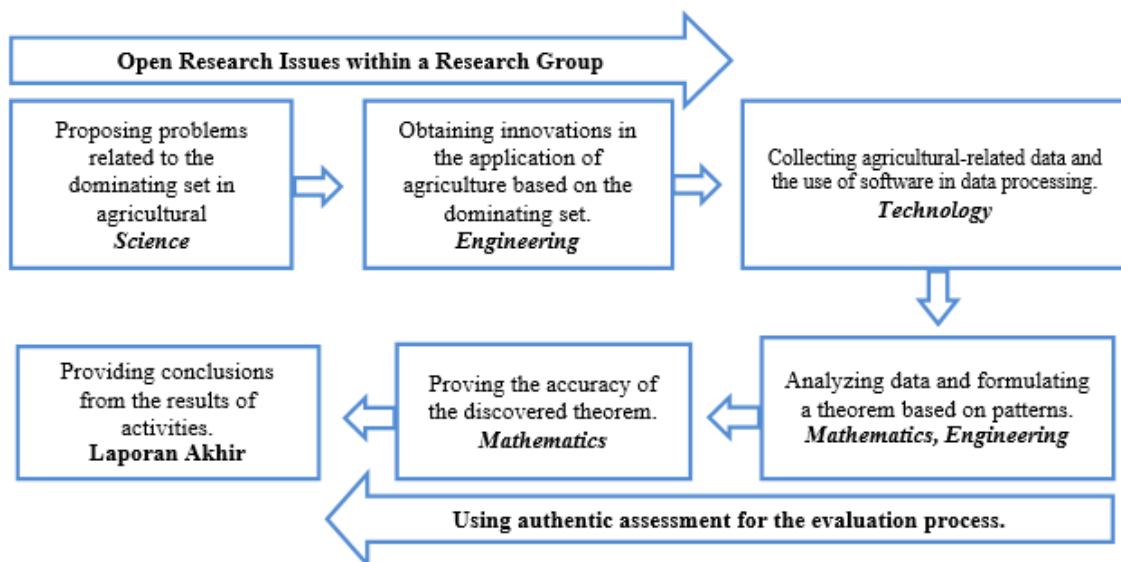 Open Research Issues within a Research Group
Proposing problems
related to the
dominating set in
agricultural
Science
Obtaining innovations in
the application of
agriculture based on the
dominating set.
Engineering
Collecting agricultural-related data and
the use of software in data processing.
Technology
Analyzing data and formulating
a theorem based on patterns.
Mathematics, Engineering
Proving the accuracy of
the discovered theorem.
Mathematics
Providing conclusions
from the results of
activities.
Laporan Akhir
Using authentic assessment for the evaluation process.